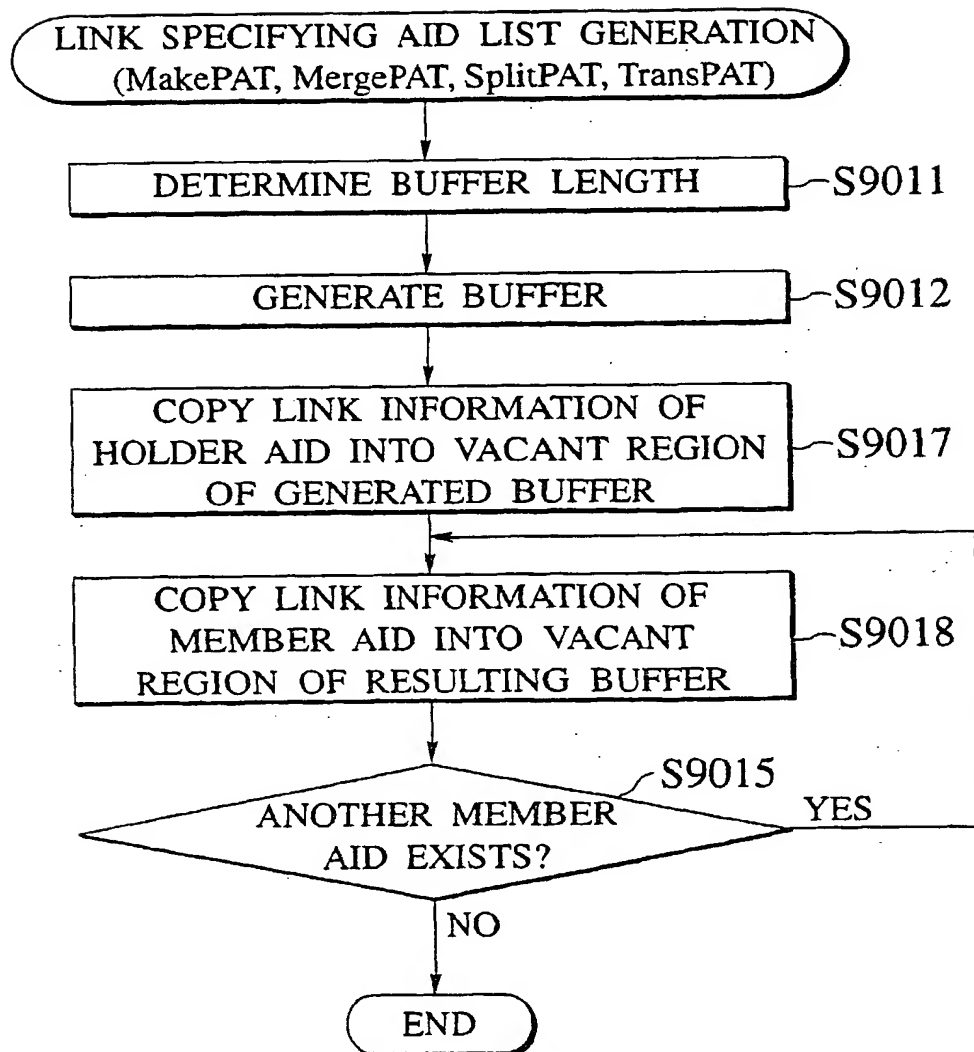 LINK SPECIFYING AID LIST GENERATION
(MakePAT, MergePAT, SplitPAT, TransPAT)
DETERMINE BUFFER LENGTH
S9011
GENERATE BUFFER
S9012
COPY LINK INFORMATION OF
HOLDER AID INTO VACANT REGION
OF GENERATED BUFFER
S9017
COPY LINK INFORMATION OF
MEMBER AID INTO VACANT
REGION OF RESULTING BUFFER
S9018
S9015
ANOTHER MEMBER
AID EXISTS?
YES
NO
END